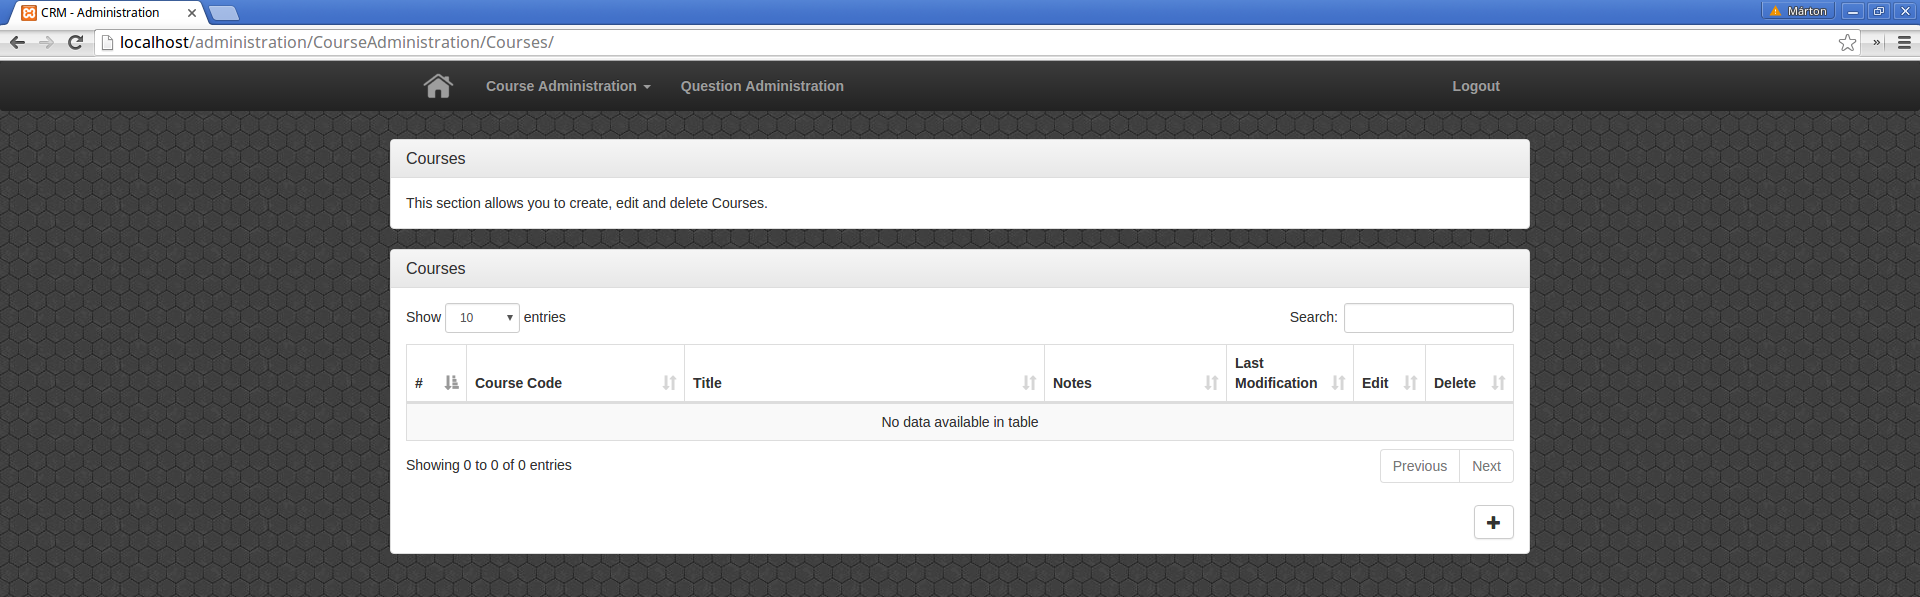 CRM - Administration
Márton
localhost/administration/CourseAdministration/Courses/
»
Course Administration
Question Administration
Logout
Courses
This section allows you to create, edit and delete Courses.
Courses
Show 10 entries
Search:
# Course Code Title Notes Last Modification Edit Delete
No data available in table
Showing 0 to 0 of 0 entries
Previous Next